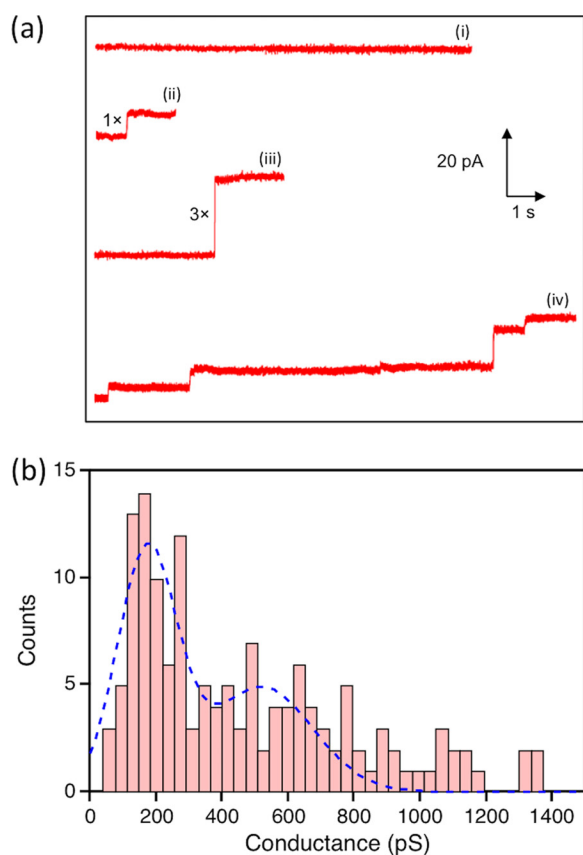 (a)
(i)
(ii)
1×
(iii)
20 pA
1 s
3×
(iv)
(b)
15
10
5
0
Counts
0 200 400 600 800 1000 1200 1400
Conductance (pS)